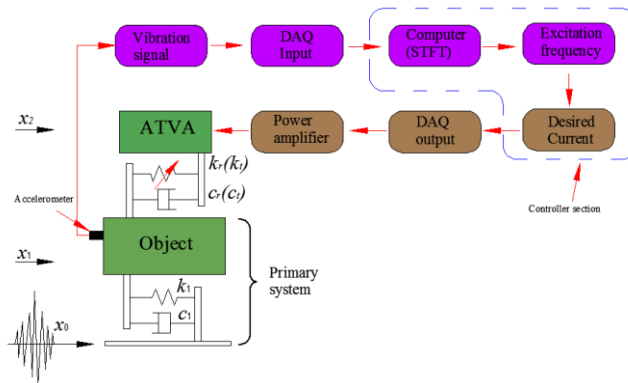 Vibration
signal
DAQ
Input
Computer
(STFT)
Excitation
frequency
x2
ATVA
Power
amplifier
DAQ
output
Desired
Current
kr(kt)
cr(ct)
Accelerometer
Controller section
Object
x1
Primary
system
k1
c1
x0